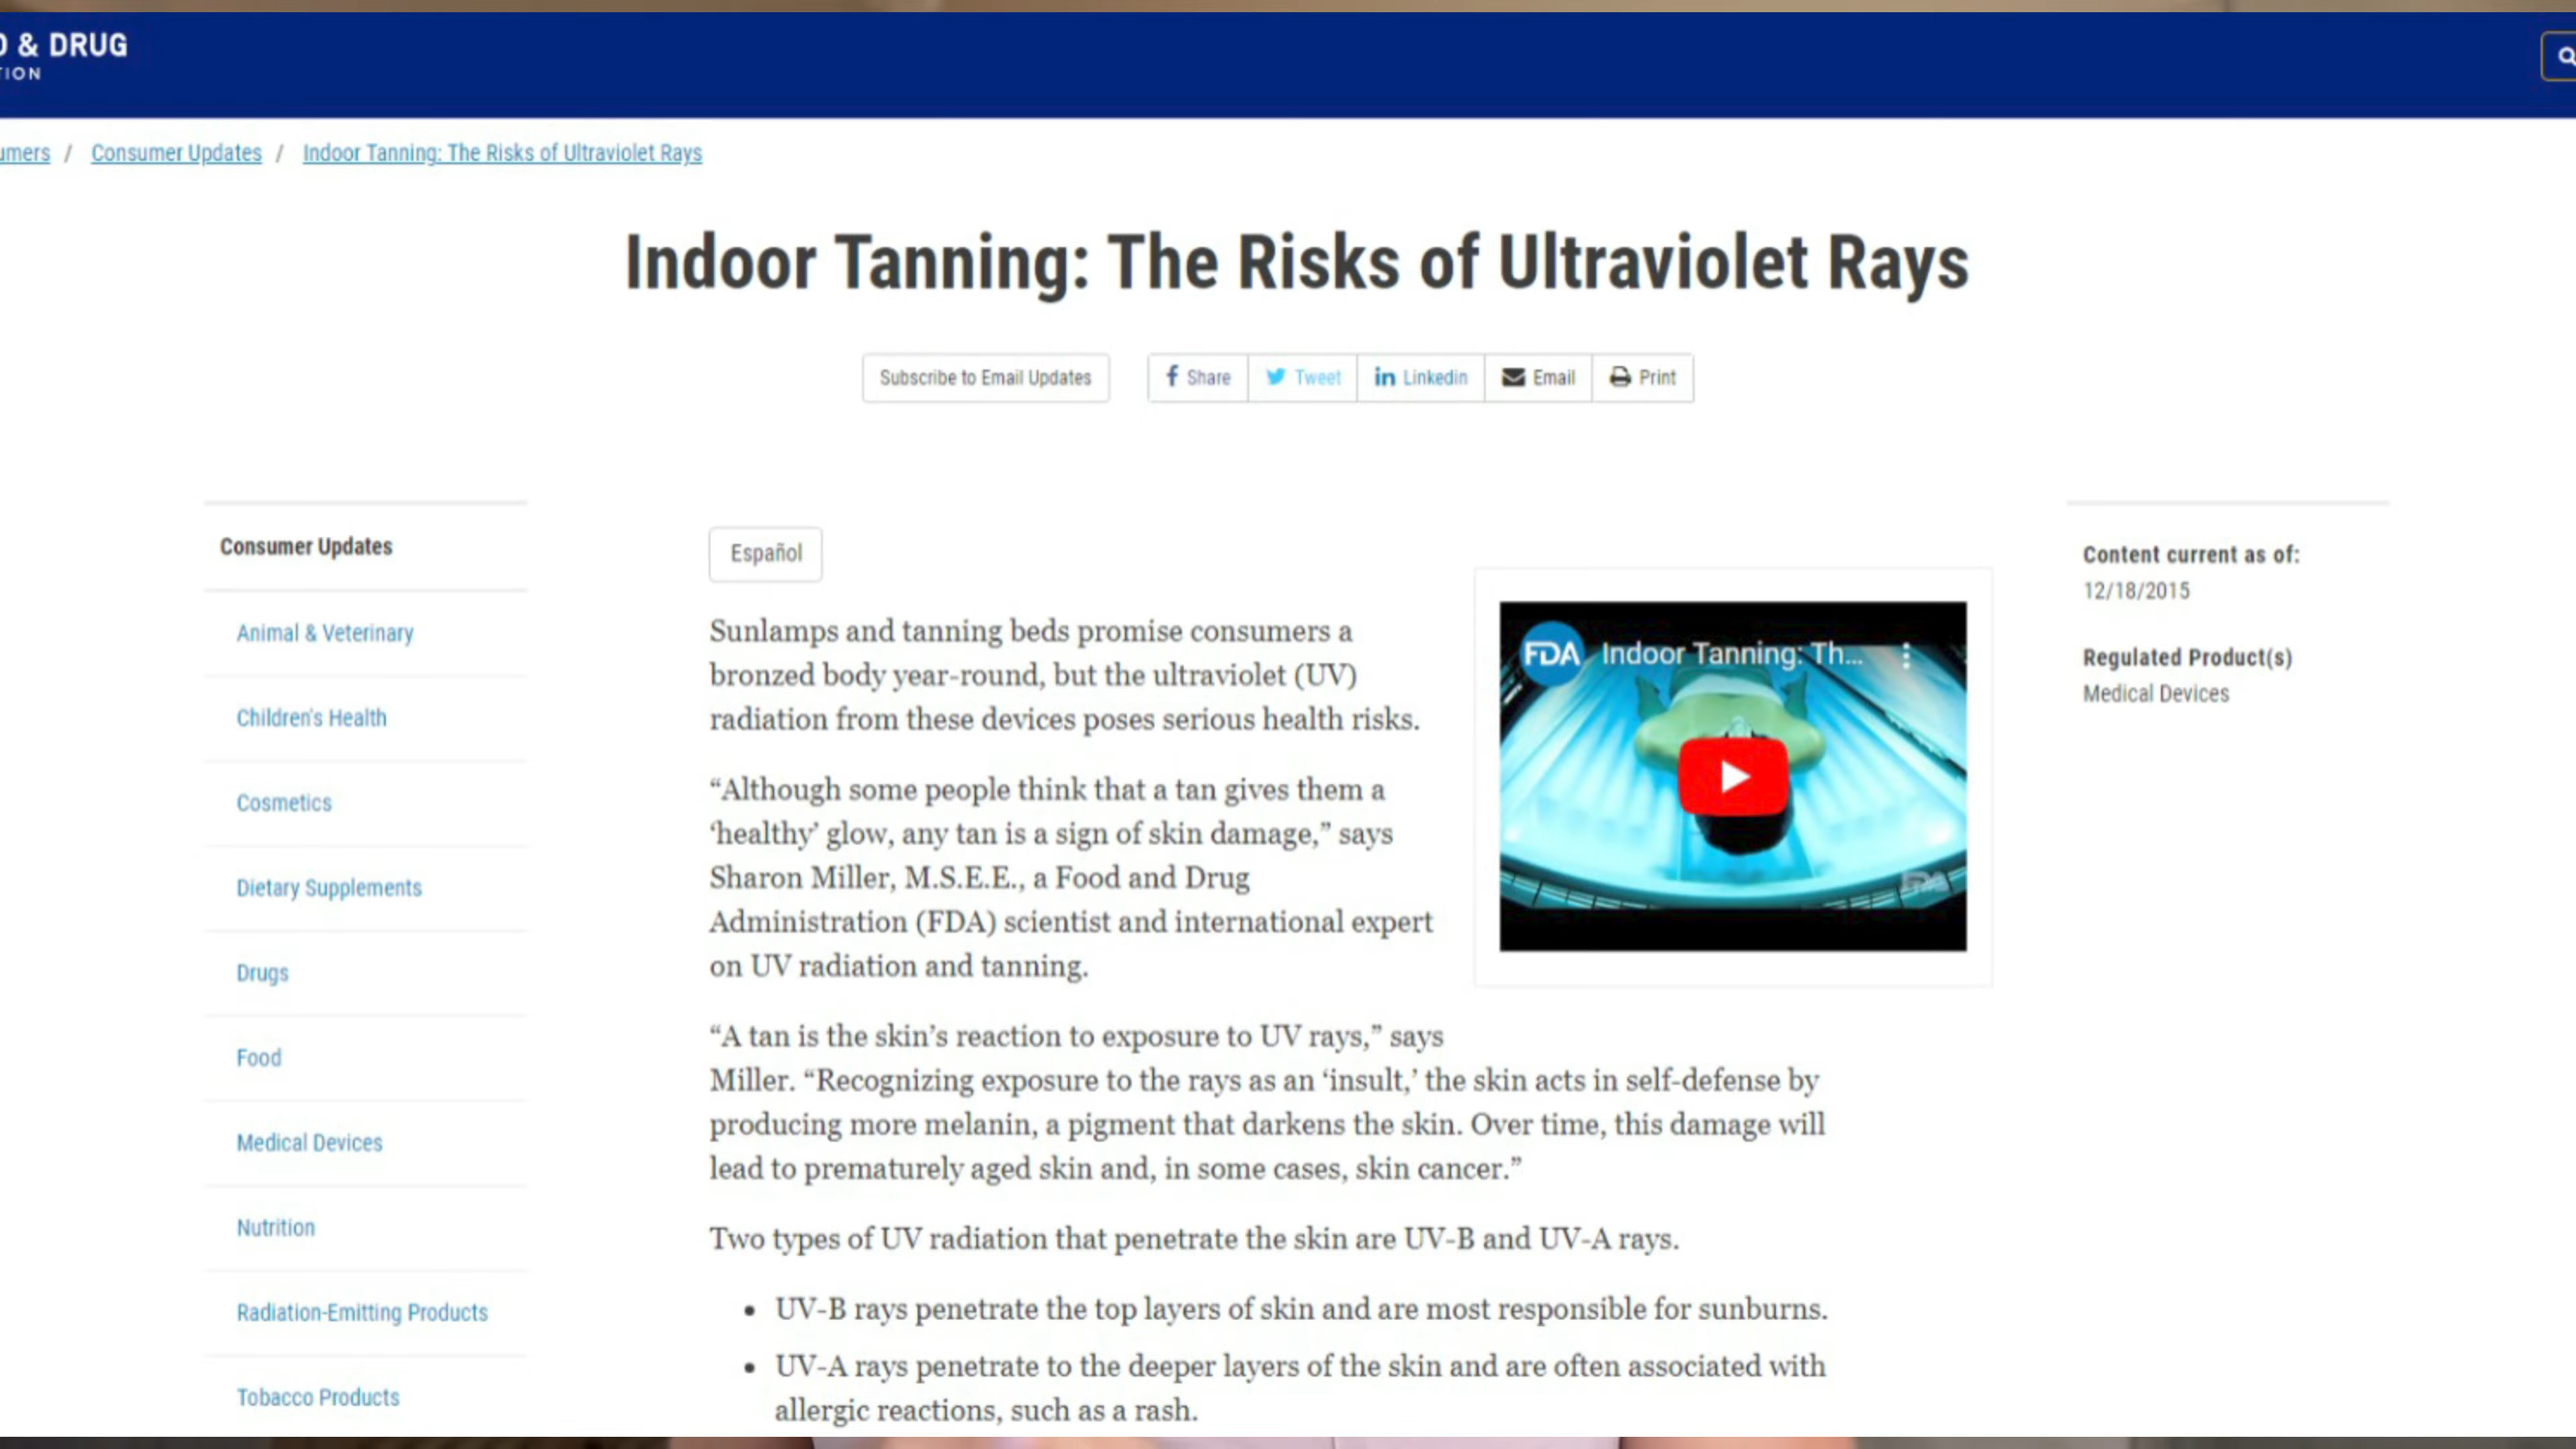 & DRUG
umers / Consumer Updates / Indoor Tanning: The Risks of Ultraviolet Rays
Indoor Tanning: The Risks of Ultraviolet Rays
Subscribe to Email Updates
Share
Tweet
in Linkedin
Email
Print
Consumer Updates
Animal & Veterinary
Children's Health
Cosmetics
Dietary Supplements
Drugs
Food
Medical Devices
Nutrition
Radiation-Emitting Products
Tobacco Products
Español
Sunlamps and tanning beds promise consumers a
bronzed body year-round, but the ultraviolet (UV)
radiation from these devices poses serious health risks.
“Although some people think that a tan gives them a
‘healthy’ glow, any tan is a sign of skin damage,” says
Sharon Miller, M.S.E.E., a Food and Drug
Administration (FDA) scientist and international expert
on UV radiation and tanning.
“A tan is the skin’s reaction to exposure to UV rays,” says
Miller. “Recognizing exposure to the rays as an ‘insult,’ the skin acts in self-defense by
producing more melanin, a pigment that darkens the skin. Over time, this damage will
lead to prematurely aged skin and, in some cases, skin cancer.”
Two types of UV radiation that penetrate the skin are UV-B and UV-A rays.
• UV-B rays penetrate the top layers of skin and are most responsible for sunburns.
• UV-A rays penetrate to the deeper layers of the skin and are often associated with
allergic reactions, such as a rash.
FDA Indoor Tanning: Th...
FDA
Content current as of:
12/18/2015
Regulated Product(s)
Medical Devices